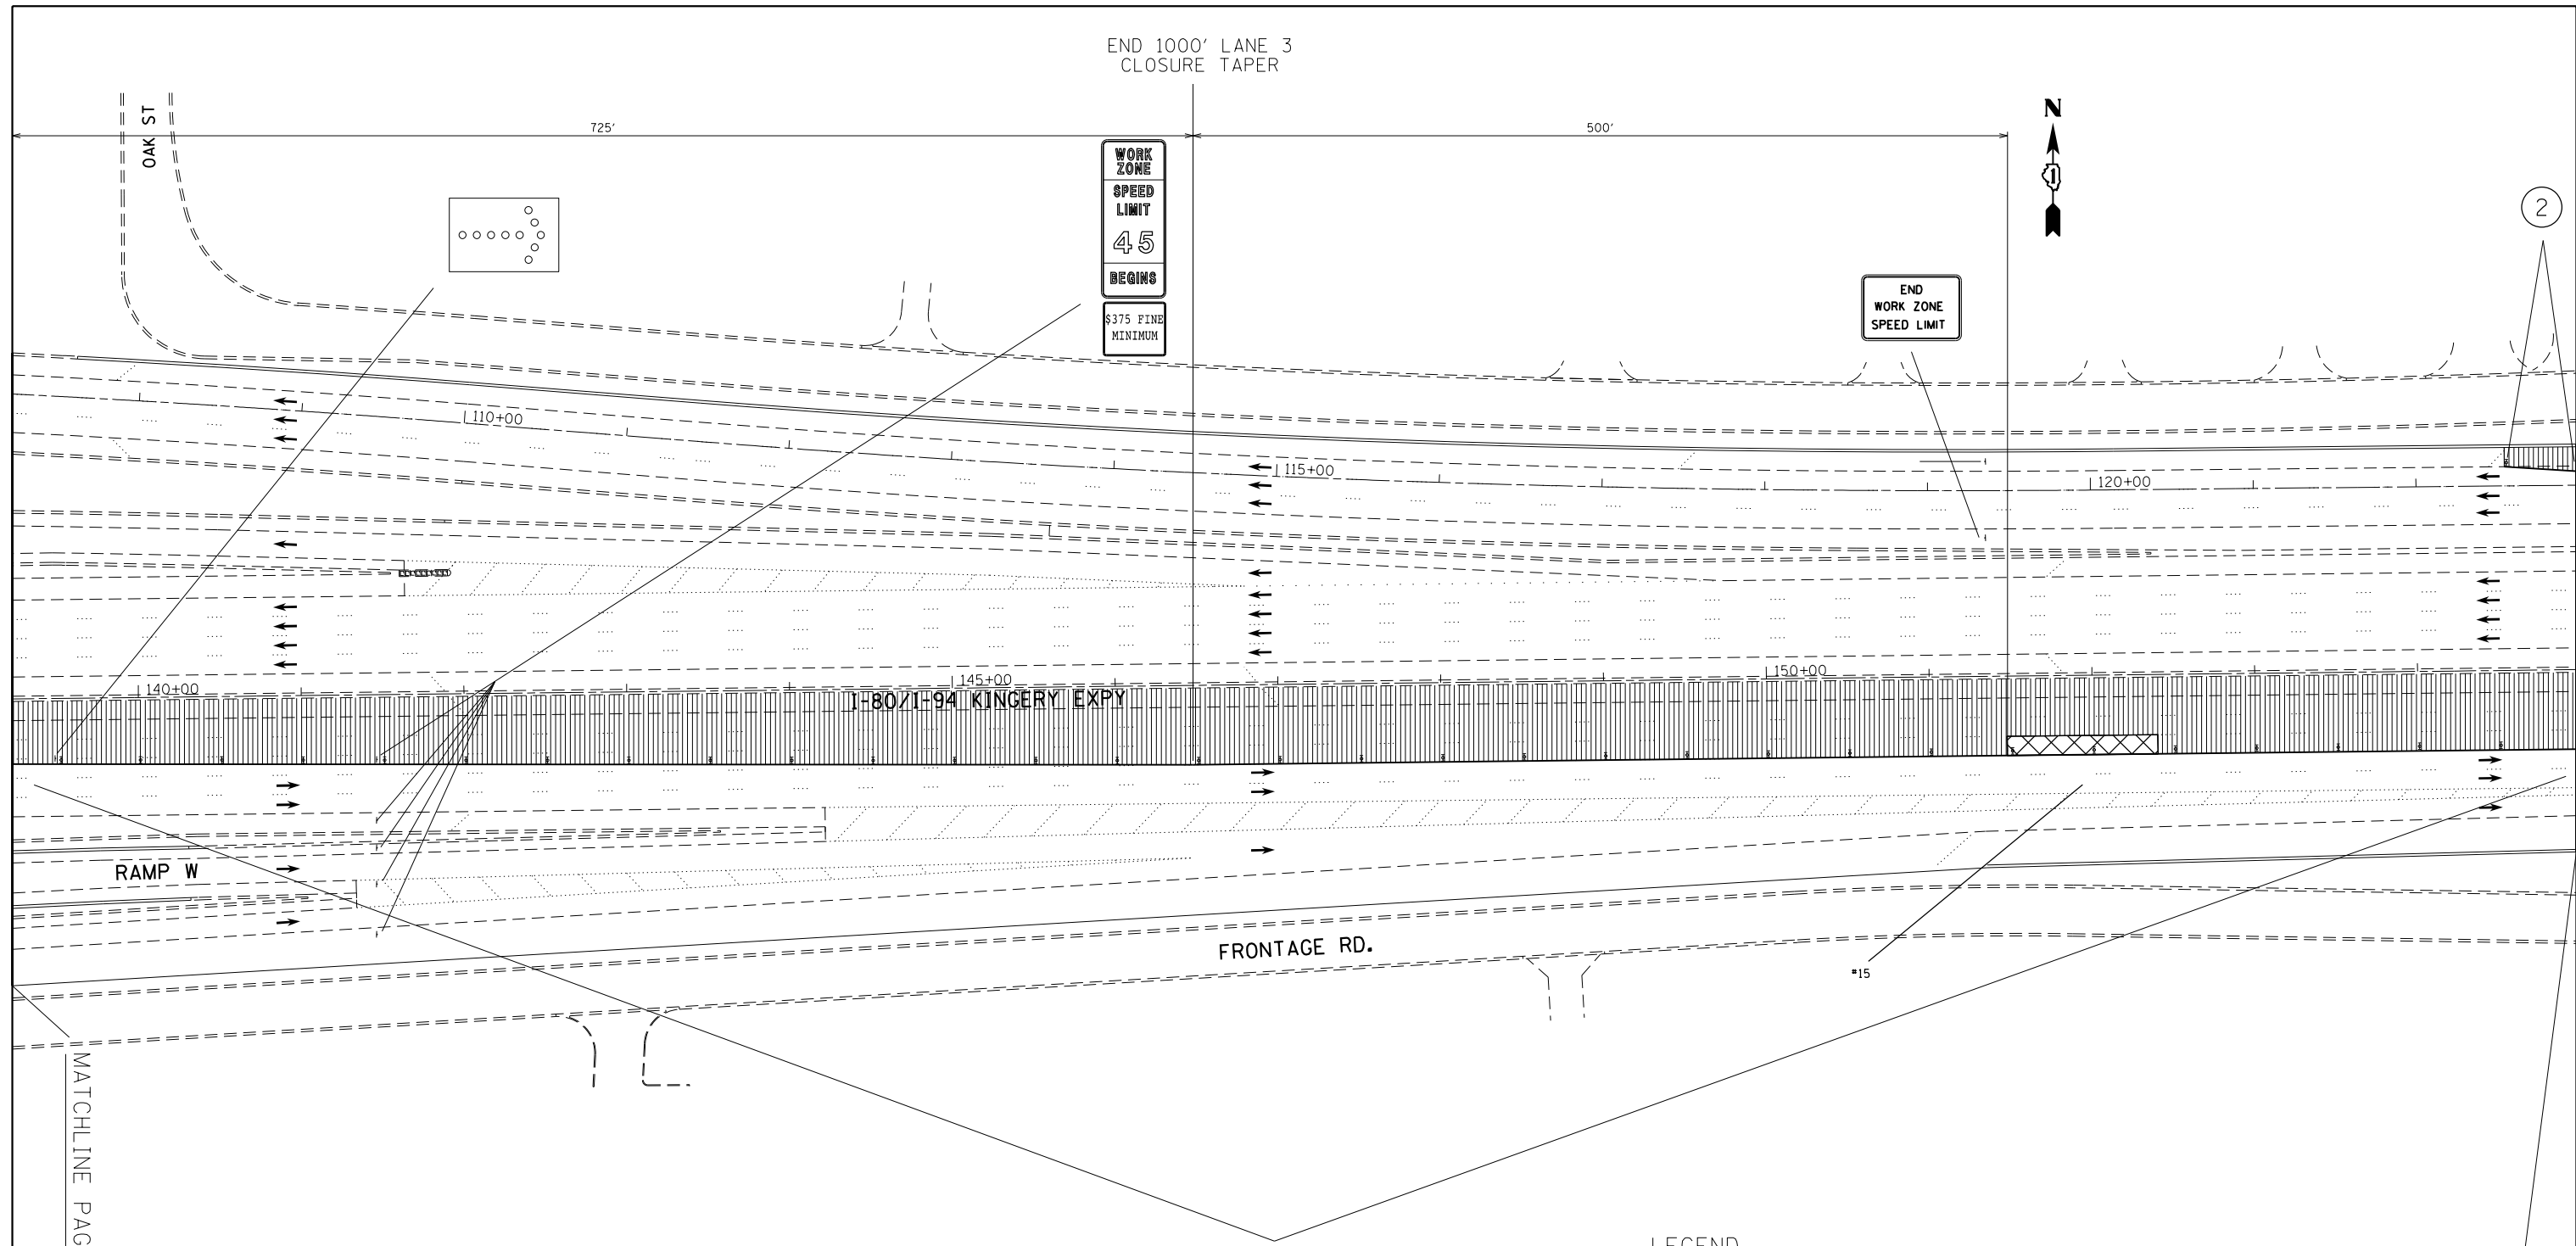 END 1000' LANE 3
CLOSURE TAPER
OAK ST
725'
500'
N
1
2
WORK
ZONE
SPEED
LIMIT
45
BEGINS
$375 FINE
MINIMUM
END
WORK ZONE
SPEED LIMIT
110+00
115+00
120+00
140+00
145+00
150+00
I-80/I-94 KINGERY EXPY
RAMP W
FRONTAGE RD.
#15
MATCHLINE PAG
LEGEND